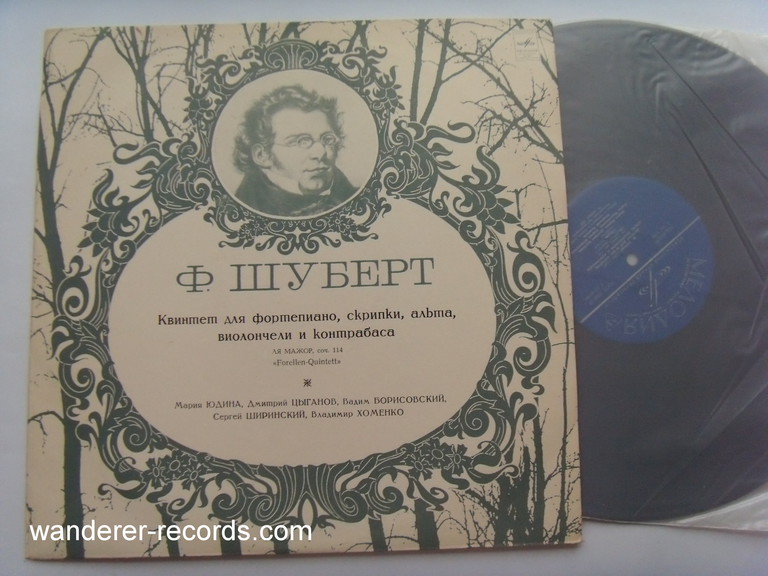 Ф. ШУБЕРТ
Квинтет для фортепиано, скрипки, альта,
виолончели и контрабаса
ЛЯ МАЖОР, соч. 114
«Forellen-Quintett»
Мария ЮДИНА, Дмитрий ЦЫГАНОВ, Вадим БОРИСОВСКИЙ,
Сергей ШИРИНСКИЙ, Владимир ХОМЕНКО
МЕЛОДИЯ
wanderer-records.com